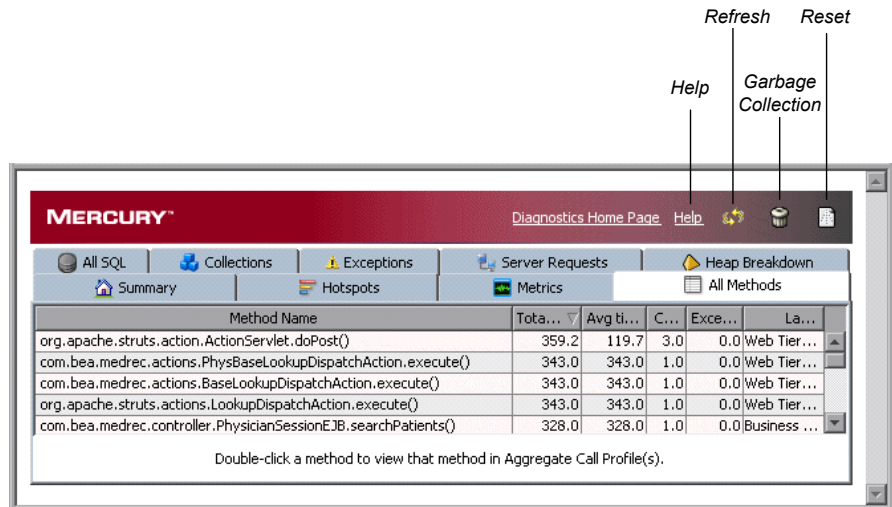 Refresh Reset
Help Garbage
Collection
MERCURY™
Diagnostics Home Page Help
All SQL Collections Exceptions Server Requests Heap Breakdown
Summary Hotspots Metrics All Methods
Method Name Tota... Avg ti... C... Exce... La...
org.apache.struts.action.ActionServlet.doPost() 359.2 119.7 3.0 0.0 Web Tier...
com.bea.medrec.actions.PhysBaseLookupDispatchAction.execute() 343.0 343.0 1.0 0.0 Web Tier...
com.bea.medrec.actions.BaseLookupDispatchAction.execute() 343.0 343.0 1.0 0.0 Web Tier...
org.apache.struts.actions.LookupDispatchAction.execute() 343.0 343.0 1.0 0.0 Web Tier...
com.bea.medrec.controller.PhysicianSessionEJB.searchPatients() 328.0 328.0 1.0 0.0 Business ...
Double-click a method to view that method in Aggregate Call Profile(s).